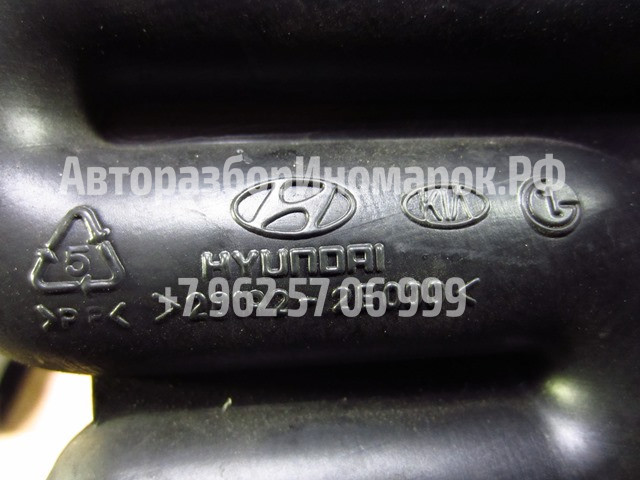 АвторазборИномарок.РФ
KIA
5
HYUNDAI
>PP<
+79625706999